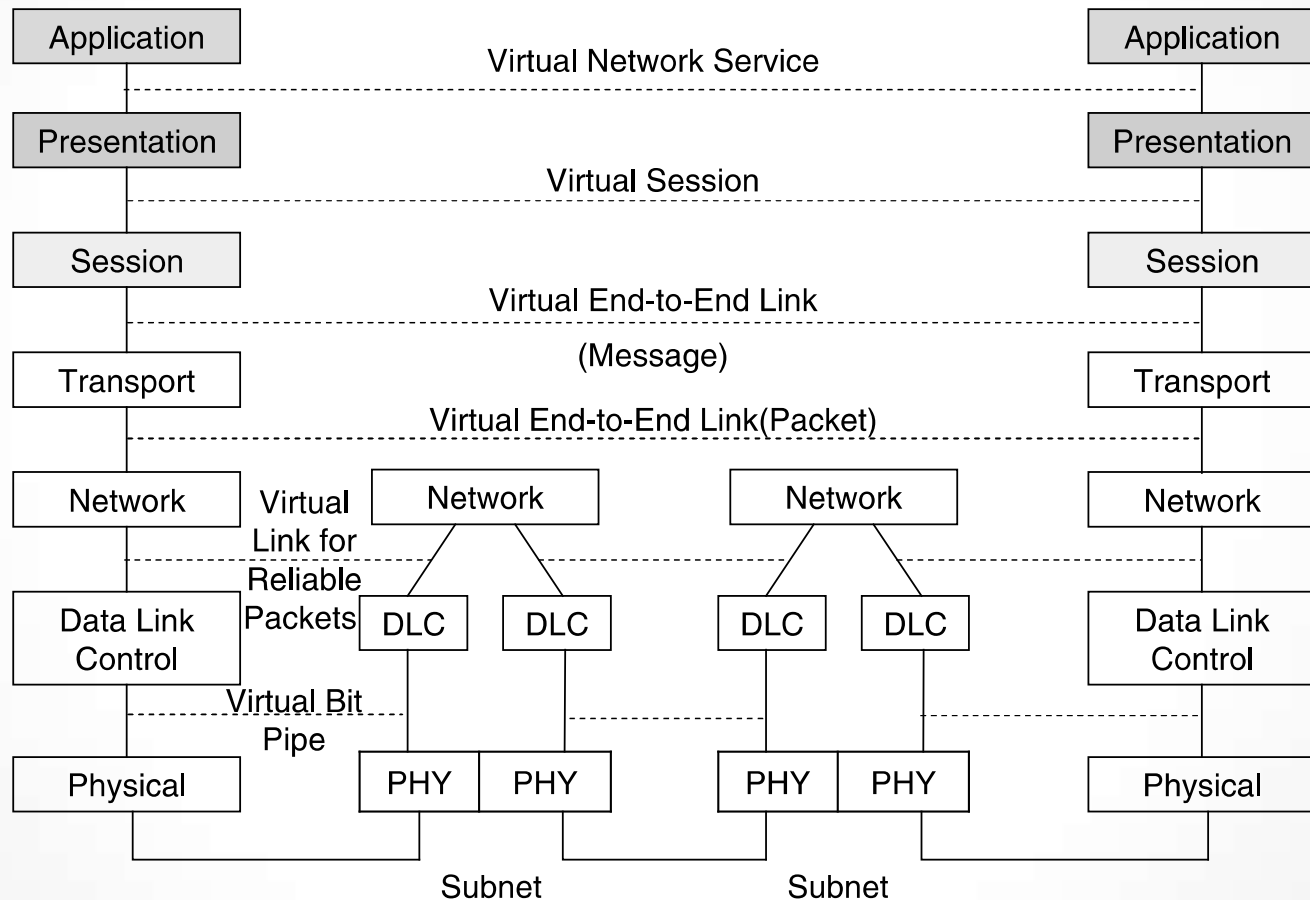 Application
Application
Virtual Network Service
Presentation
Presentation
Virtual Session
Session
Session
Virtual End-to-End Link
(Message)
Transport
Transport
Virtual End-to-End Link(Packet)
Network
Virtual
Link for
Reliable
Packets
Network
Network
Network
Data Link
Control
DLC
DLC
DLC
DLC
Data Link
Control
Virtual Bit
Pipe
Physical
PHY
PHY
PHY
PHY
Physical
Subnet
Subnet